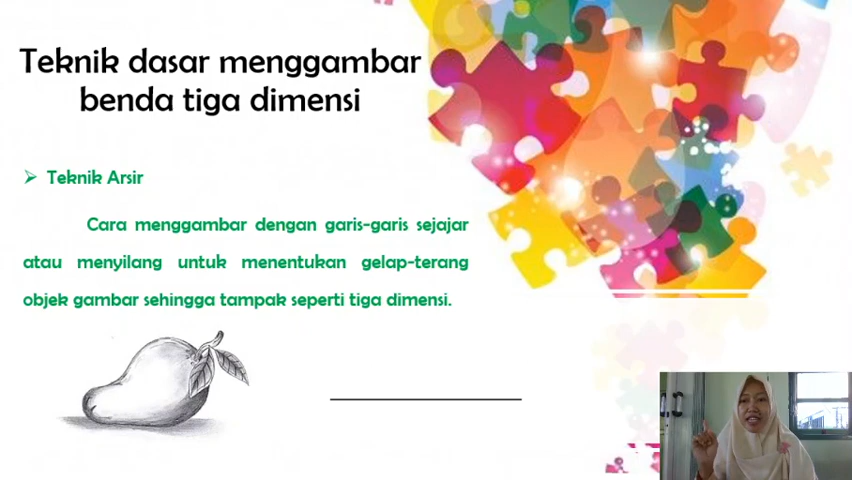 Teknik dasar menggambar
benda tiga dimensi
Teknik Arsir
Cara menggambar dengan garis-garis sejajar
atau menyilang untuk menentukan gelap-terang
objek gambar sehingga tampak seperti tiga dimensi.